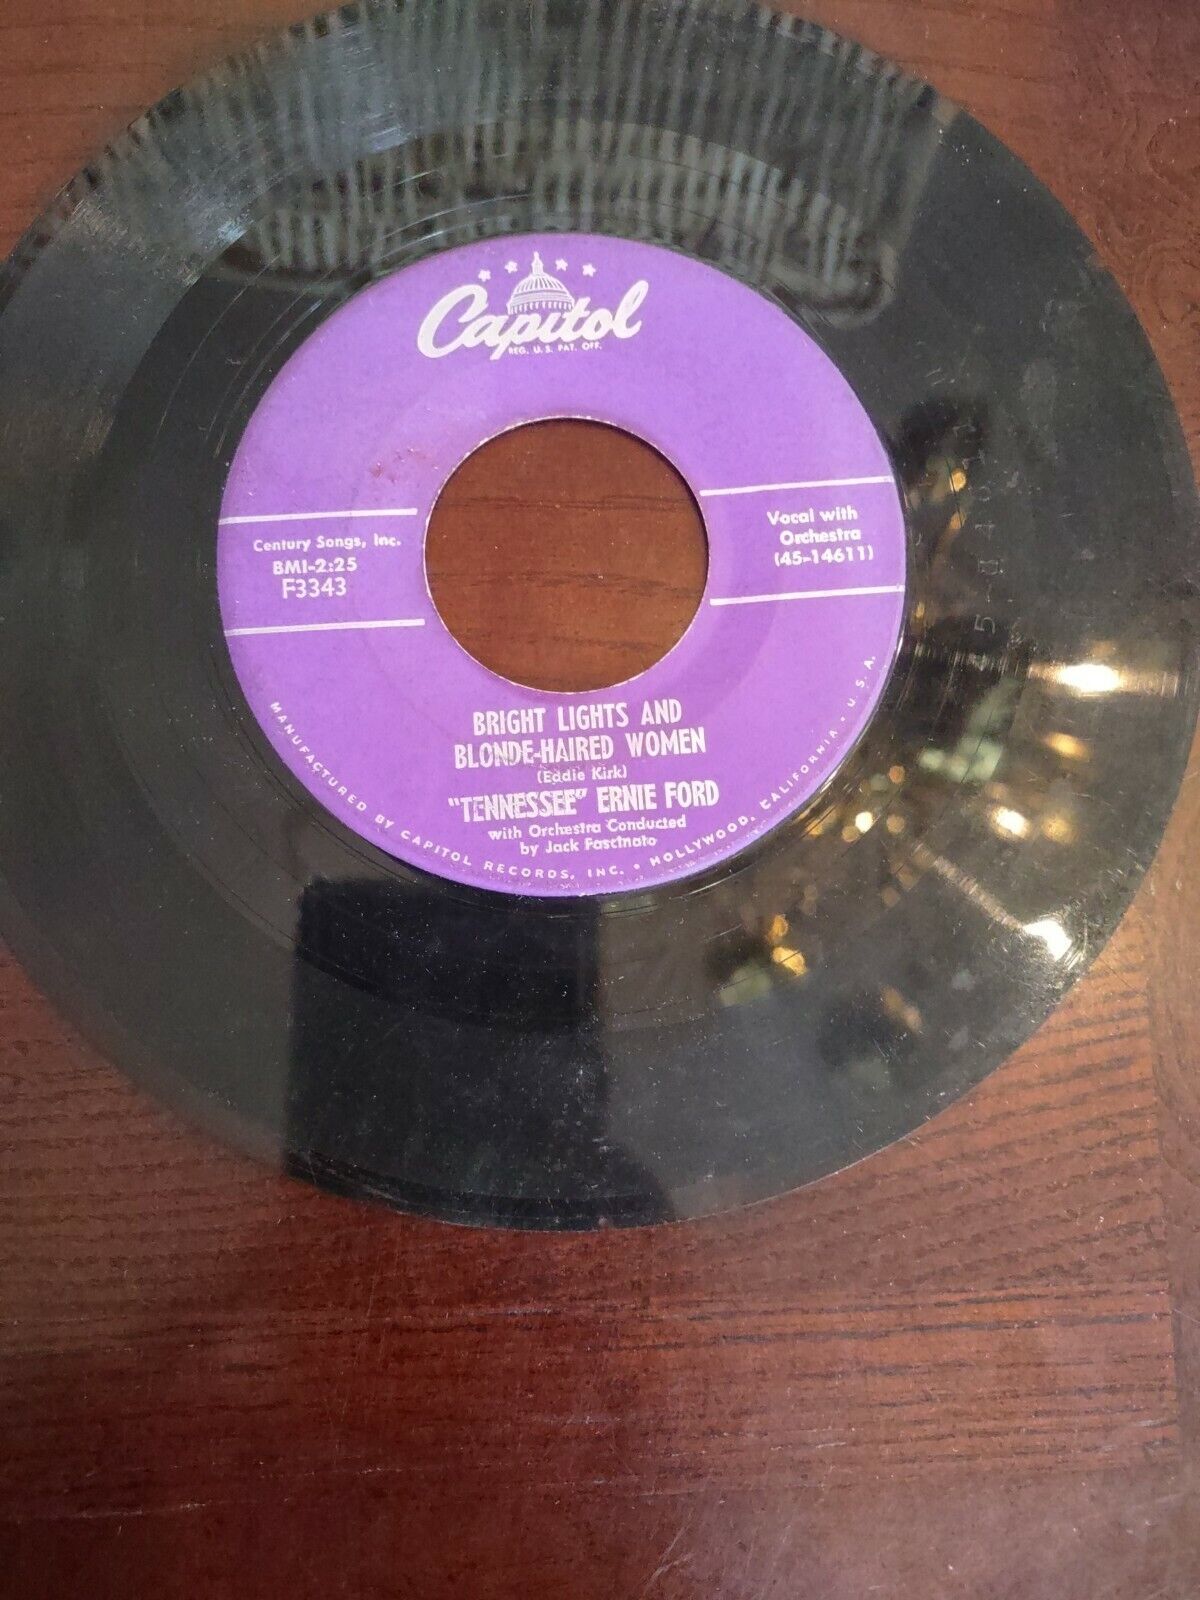 Capitol
REG. U.S. PAT. OFF.
Century Songs, Inc.
BMI-2:25
F3343
Vocal with
Orchestra
(45-14611)
BRIGHT LIGHTS AND
BLONDE-HAIRED WOMEN
(Eddie Kirk)
"TENNESSEE" ERNIE FORD
with Orchestra Conducted
by Jack Fascinato
MANUFACTURED BY CAPITOL RECORDS, INC. • HOLLYWOOD, CALIFORNIA • U.S.A.